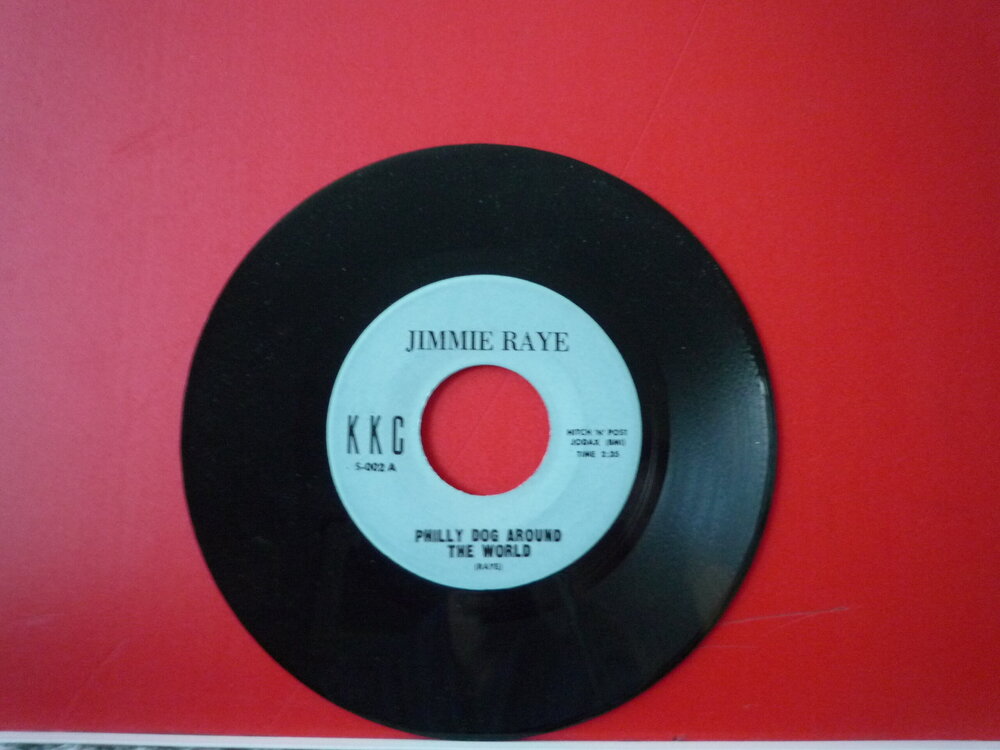 JIMMIE RAYE
KKC
S-002 A
HITCH 'N' POST
JODAX (BMI)
TIME 2:35
PHILLY DOG AROUND
THE WORLD
(RAYE)